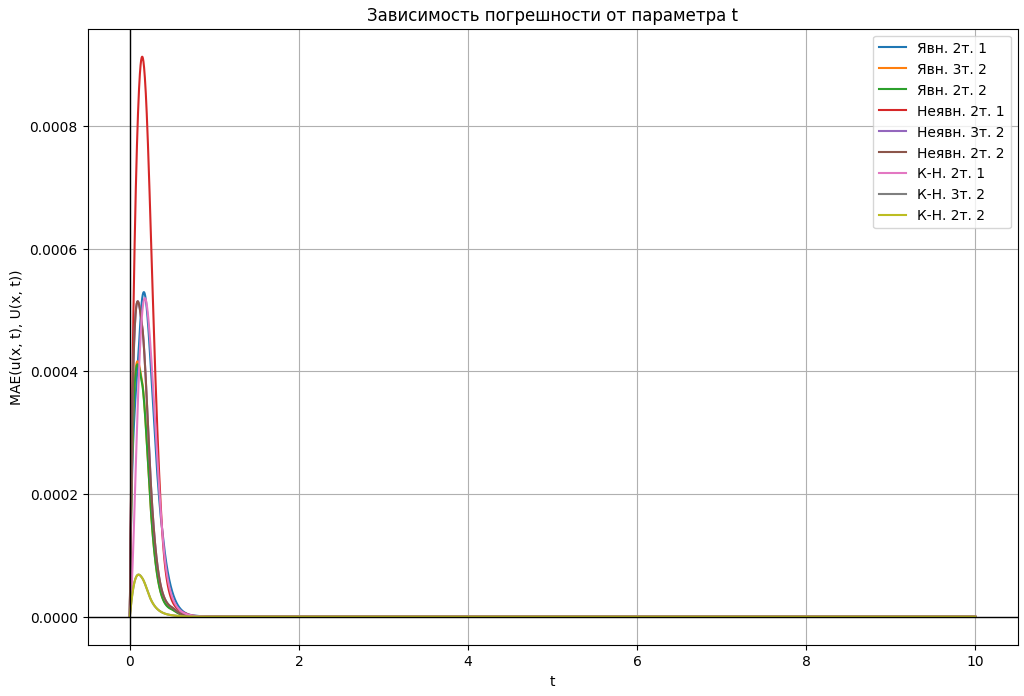 Зависимость погрешности от параметра t
Явн. 2т. 1
Явн. 3т. 2
Явн. 2т. 2
Неявн. 2т. 1
Неявн. 3т. 2
Неявн. 2т. 2
К-Н. 2т. 1
К-Н. 3т. 2
К-Н. 2т. 2
MAE(u(x, t), U(x, t))
0.0008
0.0006
0.0004
0.0002
0.0000
0 2 4 6 8 10
t